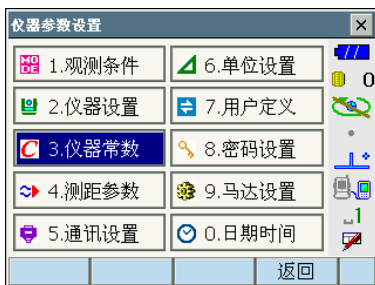 仪器参数设置
MODE 1.观测条件
6.单位设置
2.仪器设置
7.用户定义
C 3.仪器常数
8.密码设置
4.测距参数
9.马达设置
5.通讯设置
0.日期时间
返回
0
1